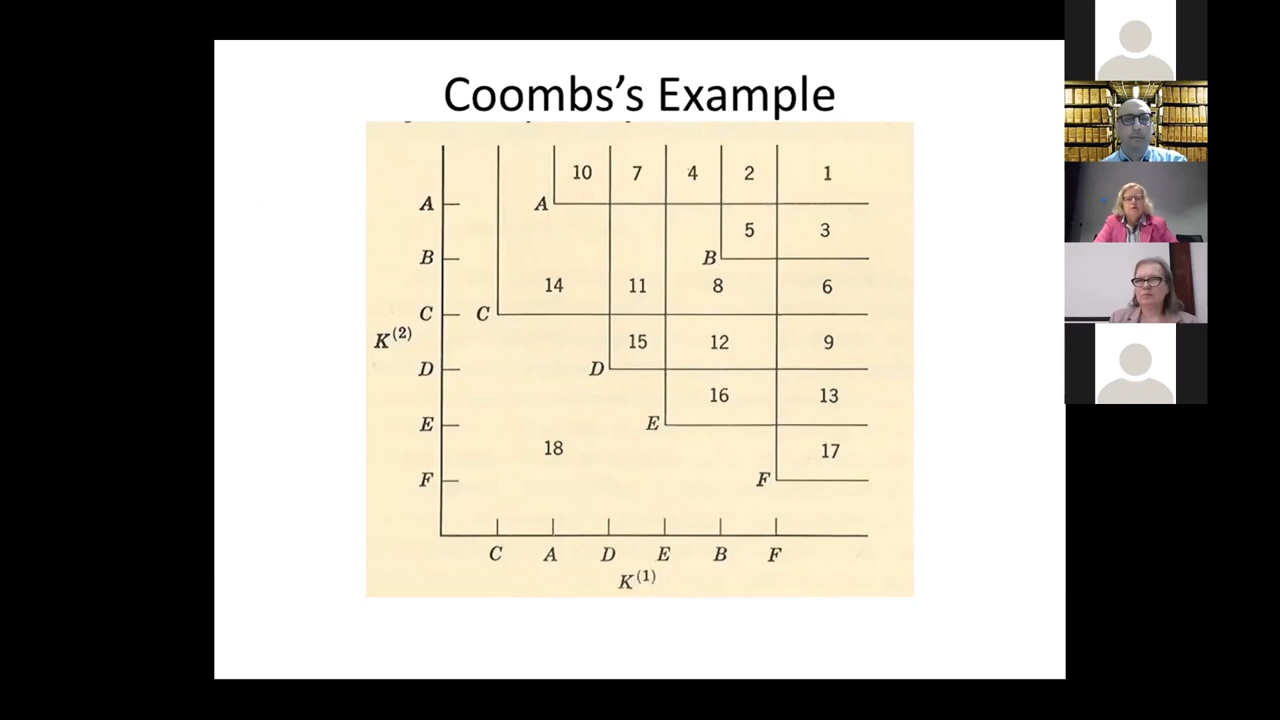 Coombs's Example
10 7 4 2 1
A A
5 3
B B
14 11 8 6
C C
K(2)
15 12 9
D D
16 13
E E
18 17
F F
C A D E B F
K(1)